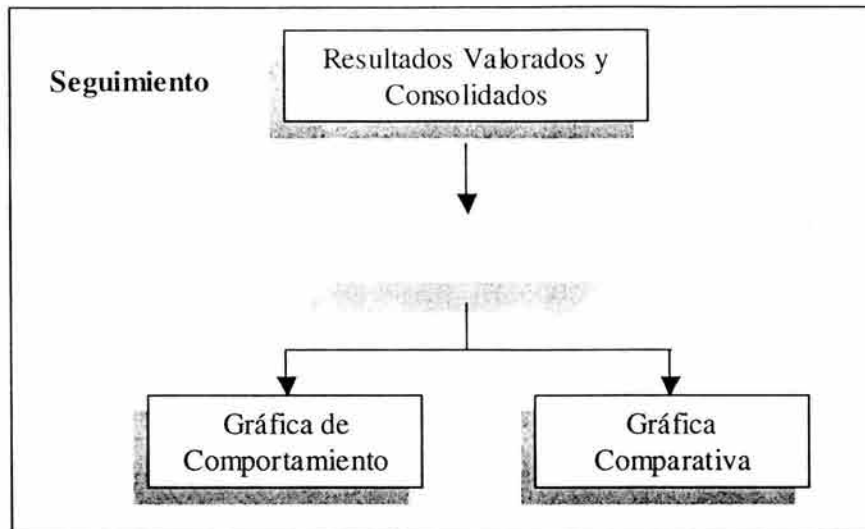 Seguimiento
Resultados Valorados y
Consolidados
Gráfica de
Comportamiento
Gráfica
Comparativa